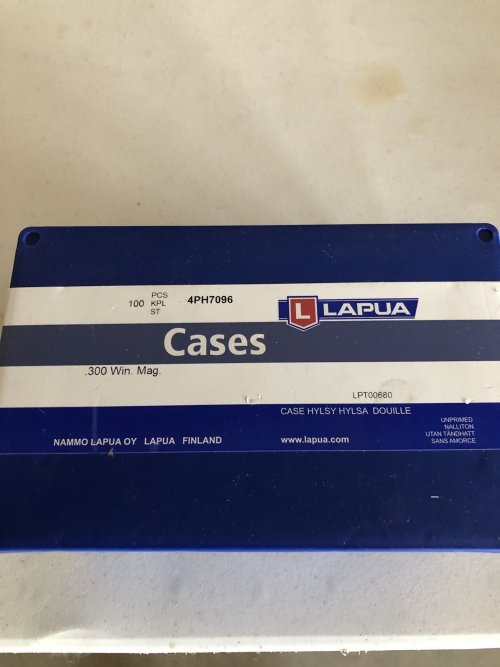 100 PCS KPL ST 4PH7096
L LAPUA
Cases
.300 Win. Mag.
LPT00680
CASE HYLSY HYLSA DOUILLE
UNPRIMED
NALLITON
UTAN TÄNDHATT
SANS AMORCE
NAMMO LAPUA OY LAPUA FINLAND
www.lapua.com